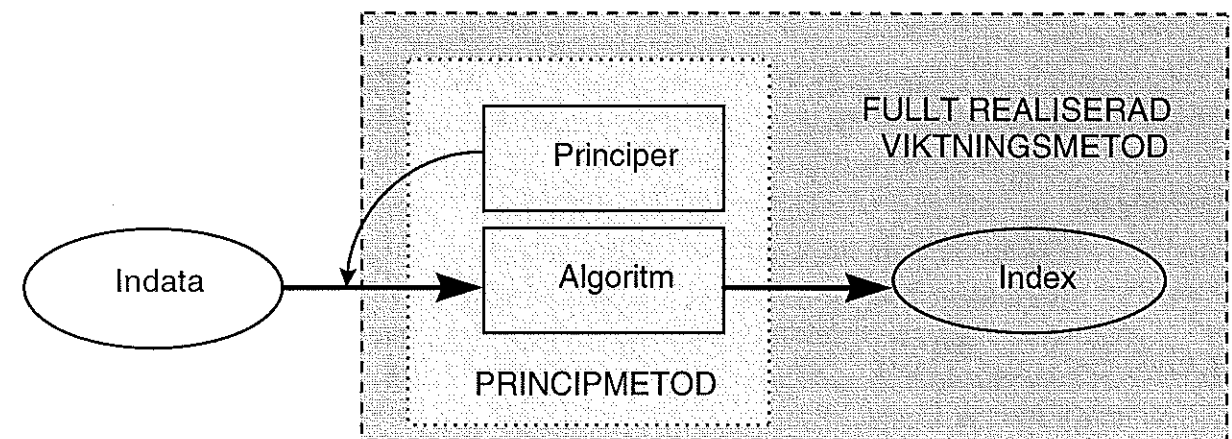 FULLT REALISERAD
VIKTNINGSMETOD
Principer
Indata
Algoritm
Index
PRINCIPMETOD